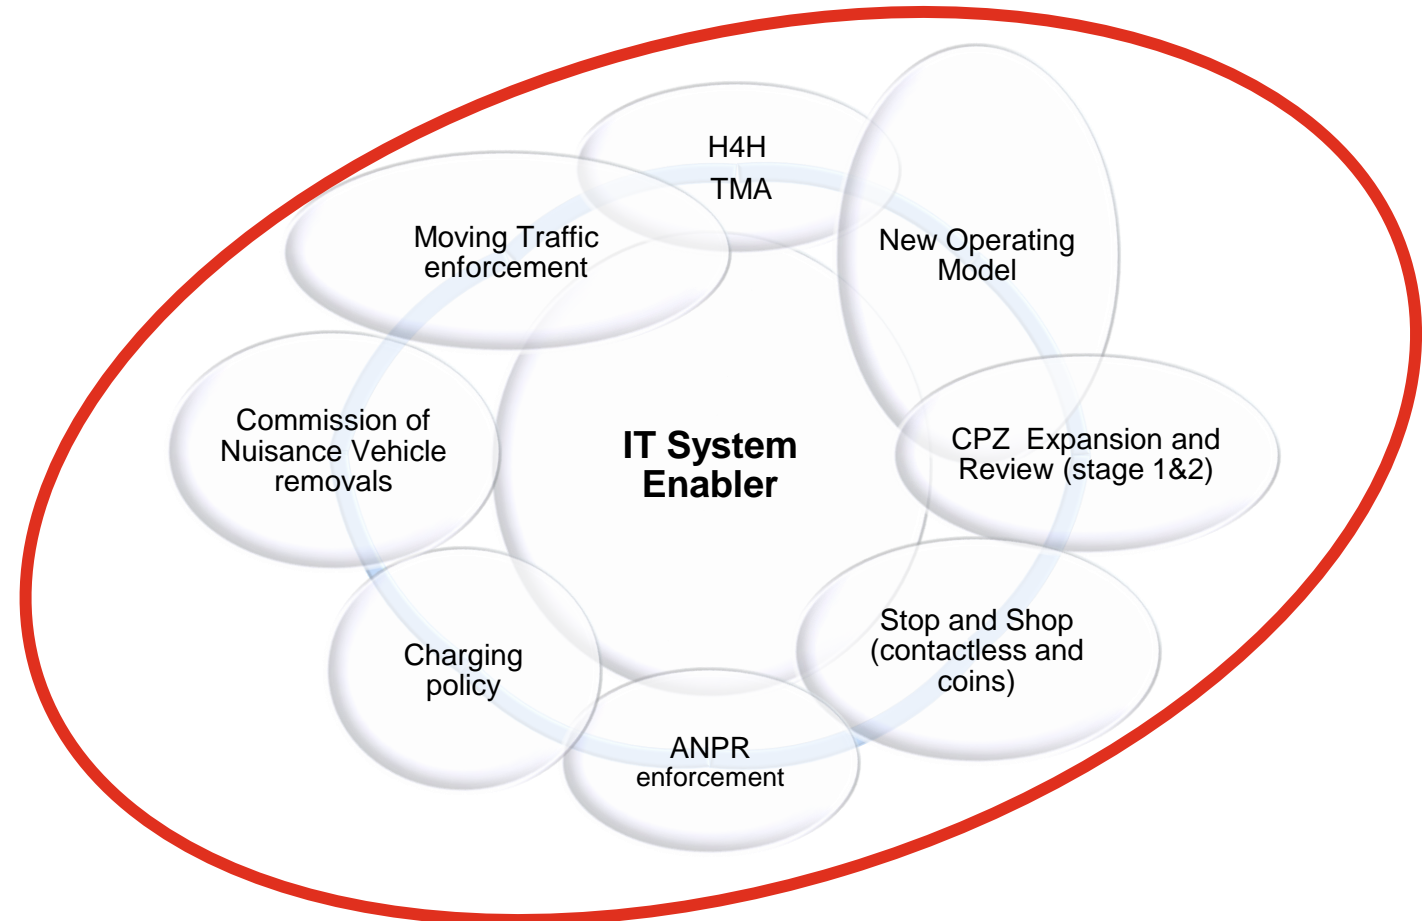 H4H
TMA
New Operating
Model
CPZ  Expansion and
Review (stage 1&2)
Stop and Shop
(contactless and
coins)
ANPR
enforcement
Charging
policy
Commission of
Nuisance Vehicle
removals
Moving Traffic
enforcement
IT System
Enabler